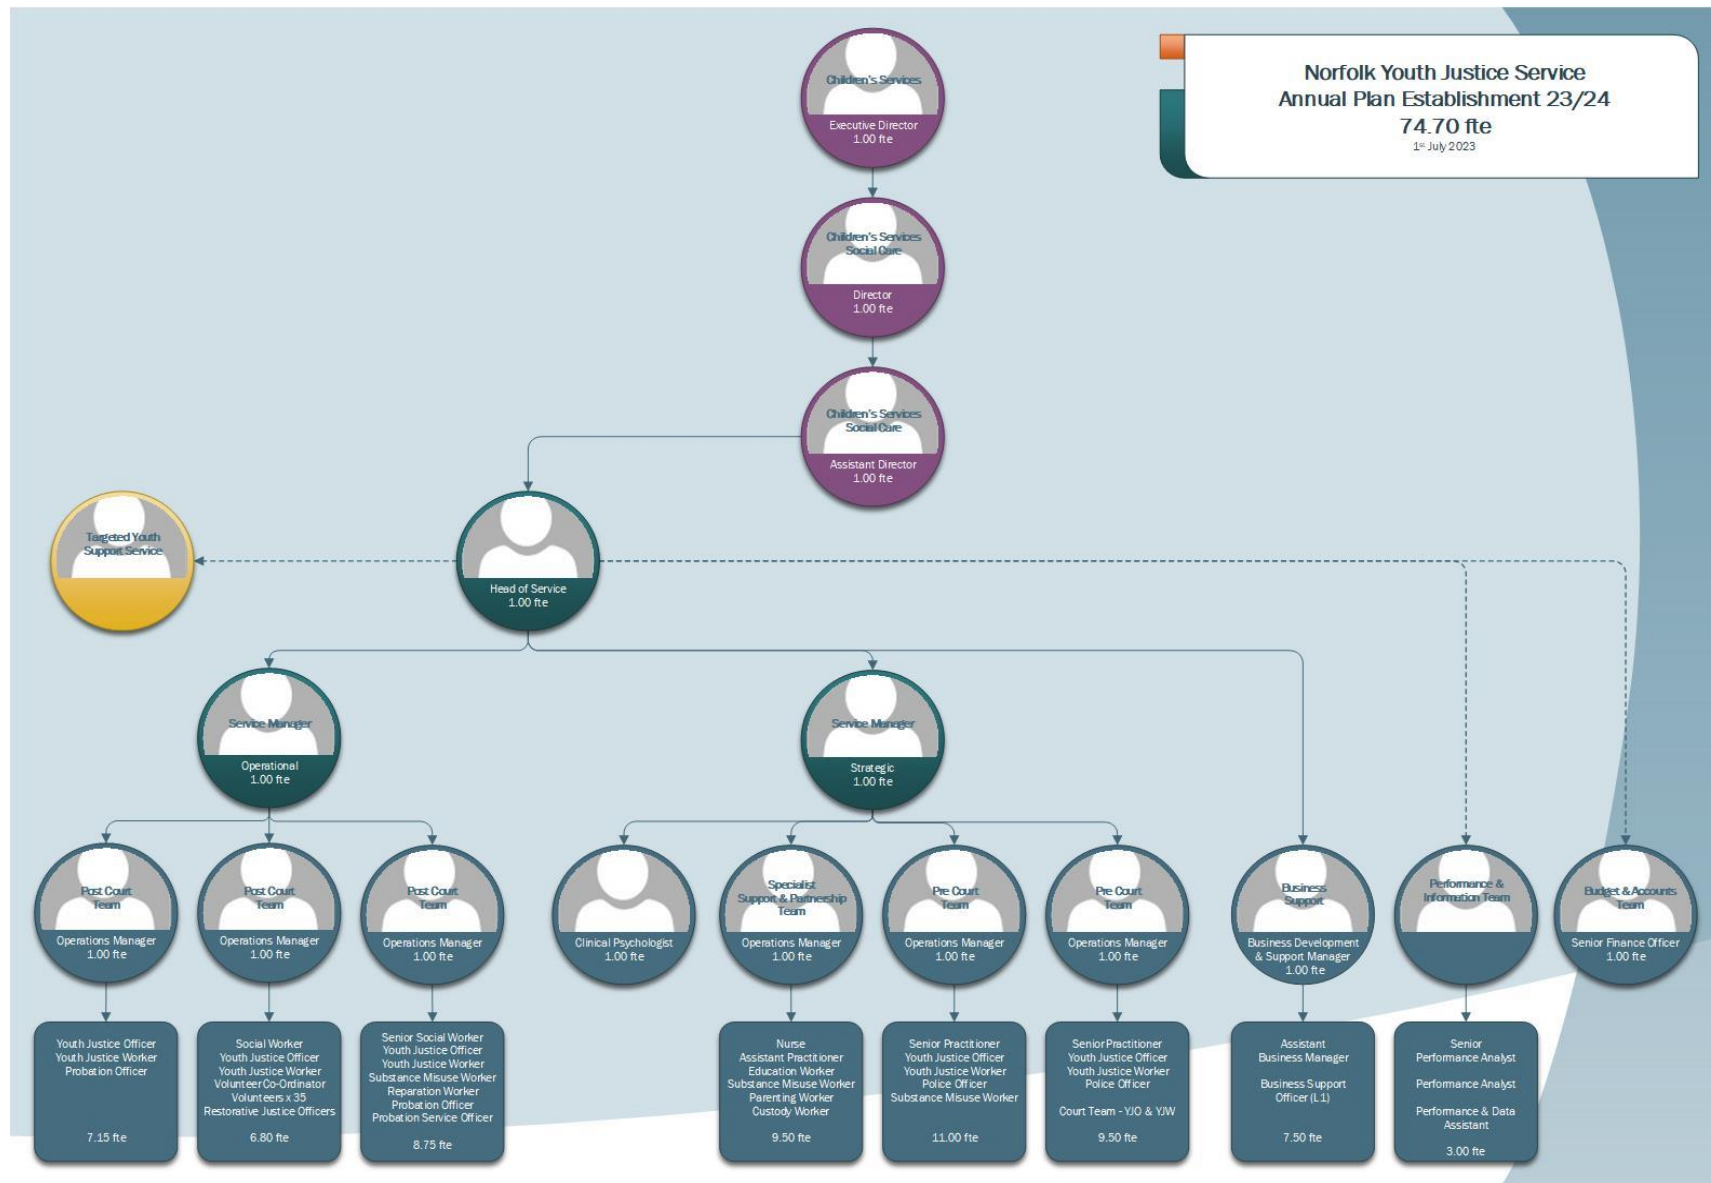 Norfolk Youth Justice Service
Annual Plan Establishment 23/24
74.70 fte
1st July 2023
Children's Services
Executive Director
1.00 fte
Children's Services
Social Care
Director
1.00 fte
Children's Services
Social Care
Assistant Director
1.00 fte
Targeted Youth
Support Service
Head of Service
1.00 fte
Service Manager
Operational
1.00 fte
Service Manager
Strategic
1.00 fte
Post Court
Team
Operations Manager
1.00 fte
Post Court
Team
Operations Manager
1.00 fte
Post Court
Team
Operations Manager
1.00 fte
Clinical Psychologist
1.00 fte
Specialist
Support & Partnership
Team
Operations Manager
1.00 fte
Pre Court
Team
Operations Manager
1.00 fte
Pre Court
Team
Operations Manager
1.00 fte
Business
Support
Business Development
& Support Manager
1.00 fte
Performance &
Information Team
Budget & Accounts
Team
Senior Finance Officer
1.00 fte
Youth Justice Officer
Youth Justice Worker
Probation Officer
7.15 fte
Social Worker
Youth Justice Officer
Youth Justice Worker
Volunteer Co-Ordinator
Volunteers x 35
Restorative Justice Officers
6.80 fte
Senior Social Worker
Youth Justice Officer
Youth Justice Worker
Substance Misuse Worker
Reparation Worker
Probation Officer
Probation Service Officer
8.75 fte
Nurse
Assistant Practitioner
Education Worker
Substance Misuse Worker
Parenting Worker
Custody Worker
9.50 fte
Senior Practitioner
Youth Justice Officer
Youth Justice Worker
Police Officer
Substance Misuse Worker
11.00 fte
Senior Practitioner
Youth Justice Officer
Youth Justice Worker
Police Officer
Court Team - YJO & YJW
9.50 fte
Assistant
Business Manager
Business Support
Officer (L1)
7.50 fte
Senior
Performance Analyst
Performance Analyst
Performance & Data
Assistant
3.00 fte